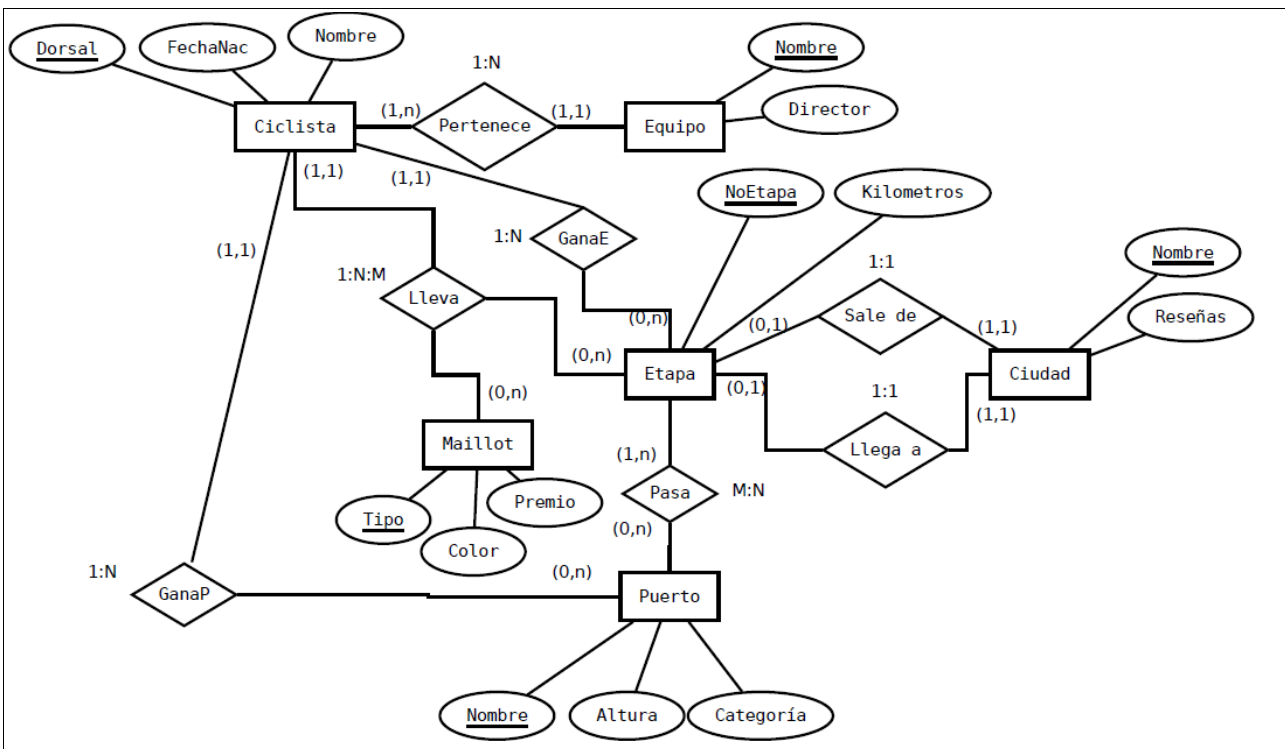 Dorsal
FechaNac
Nombre
1:N
Nombre
Ciclista
(1,n)
Pertenece
(1,1)
Equipo
Director
(1,1)
(1,1)
NoEtapa
Kilometros
(1,1)
1:N
GanaE
Nombre
1:N:M
Lleva
1:1
Sale de
(0,n)
(0,1)
(1,1)
Reseñas
(0,n)
Etapa
(0,1)
1:1
Ciudad
(0,n)
(1,1)
Maillot
Llega a
(1,n)
Tipo
Premio
Pasa
M:N
Color
(0,n)
1:N
GanaP
(0,n)
Puerto
Nombre
Altura
Categoría